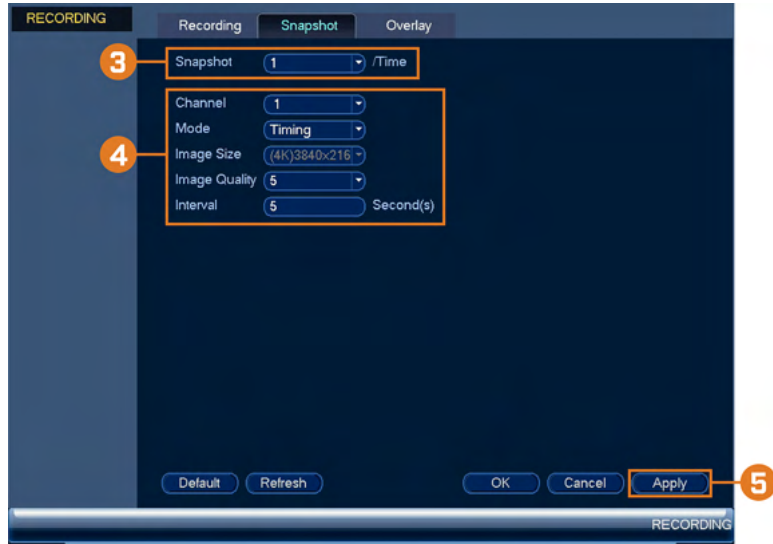 RECORDING
Recording Snapshot Overlay
3 Snapshot 1 /Time
Channel 1
Mode Timing
4 Image Size (4K)3840x216
Image Quality 5
Interval 5 Second(s)
Default Refresh OK Cancel Apply 5
RECORDING